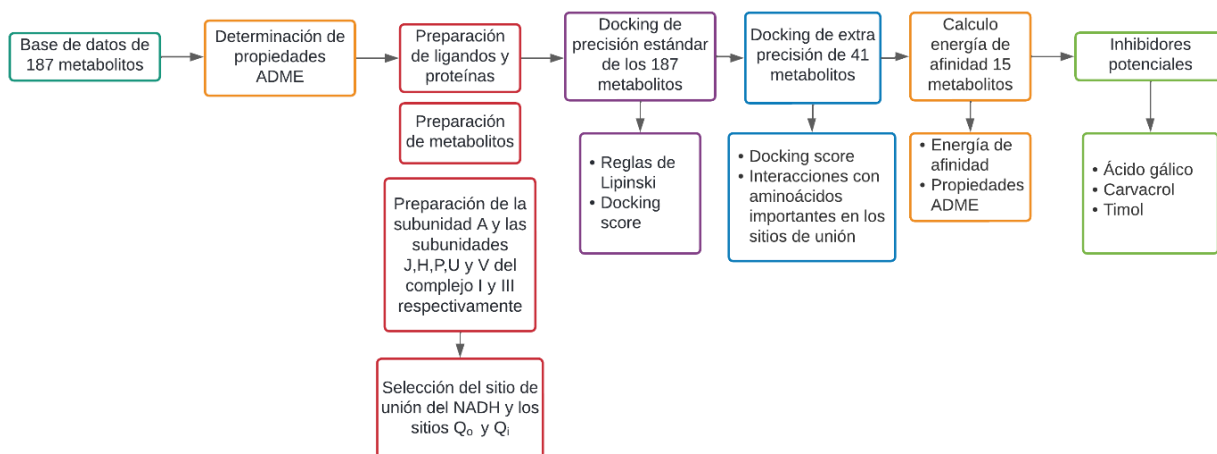 Base de datos de
187 metabolitos
Determinación de
propiedades
ADME
Preparación
de ligandos y
proteínas
Preparación
de metabolitos
Preparación de la
subunidad A y las
subunidades
J,H,P,U y V del
complejo I y III
respectivamente
Selección del sitio de
unión del NADH y los
sitios Qₒ y Qᵢ
Docking de
precisión estándar
de los 187
metabolitos
• Reglas de
Lipinski
• Docking
score
Docking de extra
precisión de 41
metabolitos
• Docking score
• Interacciones con
aminoácidos
importantes en los
sitios de unión
Calculo
energía de
afinidad 15
metabolitos
• Energía de
afinidad
• Propiedades
ADME
Inhibidores
potenciales
• Ácido gálico
• Carvacrol
• Timol